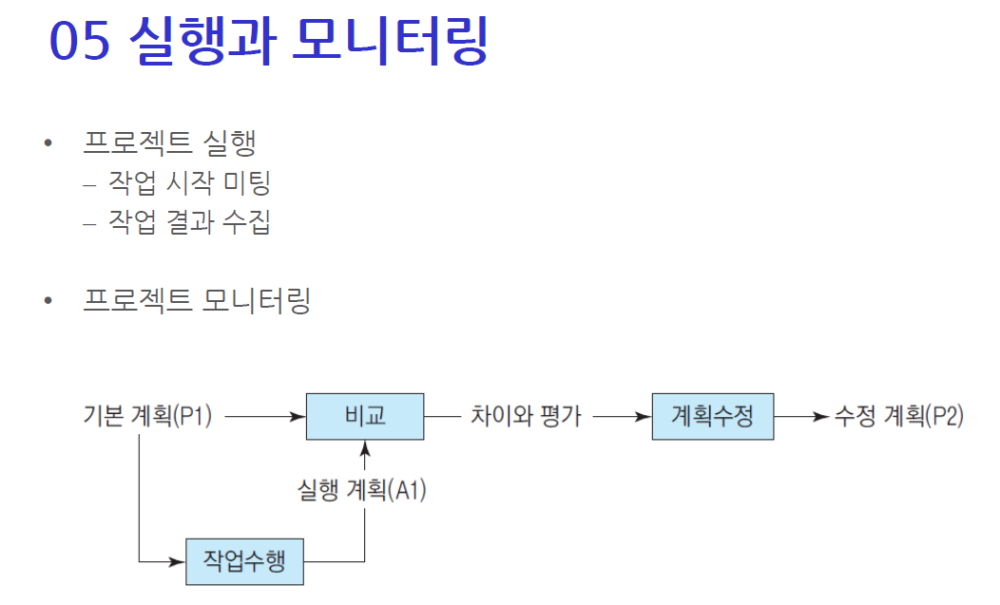 05 실행과 모니터링
• 프로젝트 실행
– 작업 시작 미팅
– 작업 결과 수집
• 프로젝트 모니터링
기본 계획(P1) 비교 차이와 평가 계획수정 수정 계획(P2)
실행 계획(A1)
작업수행